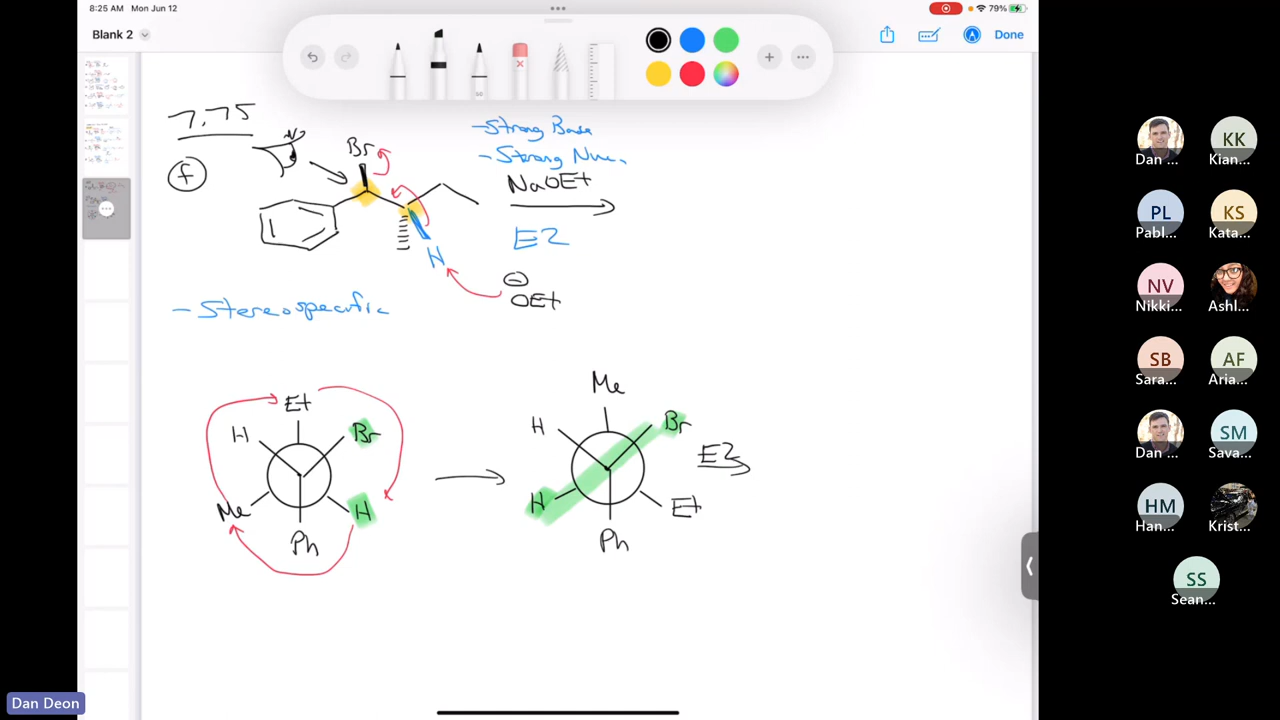 8:25 AM Mon Jun 12
79%
Blank 2
Done
50
7.75
f
Br
H
- Strong Base
- Strong Nuc.
NaOEt
E2
⊖
OEt
- Stereospecific
Et
H
Br
Me
H
Ph
Me
H
Br
H
Et
Ph
E2
Dan ...
KK
Kian...
PL
Pabl...
KS
Kata...
NV
Nikki...
Ashl...
SB
Sara...
AF
Aria...
Dan ...
SM
Sava...
HM
Han...
Krist...
SS
Sean...
Dan Deon